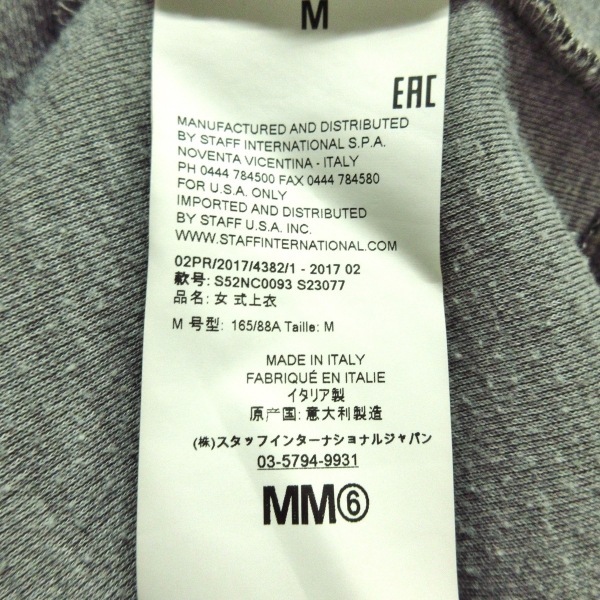 M
EAC
MANUFACTURED AND DISTRIBUTED
BY STAFF INTERNATIONAL S.P.A.
NOVENTA VICENTINA - ITALY
PH 0444 784500 FAX 0444 784580
FOR U.S.A. ONLY
IMPORTED AND DISTRIBUTED
BY STAFF U.S.A. INC.
WWW.STAFFINTERNATIONAL.COM
02PR/2017/4382/1 - 2017 02
款号: S52NC0093 S23077
品名: 女 式上衣
M 号型: 165/88A Taille: M
MADE IN ITALY
FABRIQUÉ EN ITALIE
イタリア製
原产国: 意大利製造
(株)スタッフインターナショナルジャパン
03-5794-9931
MM⑥